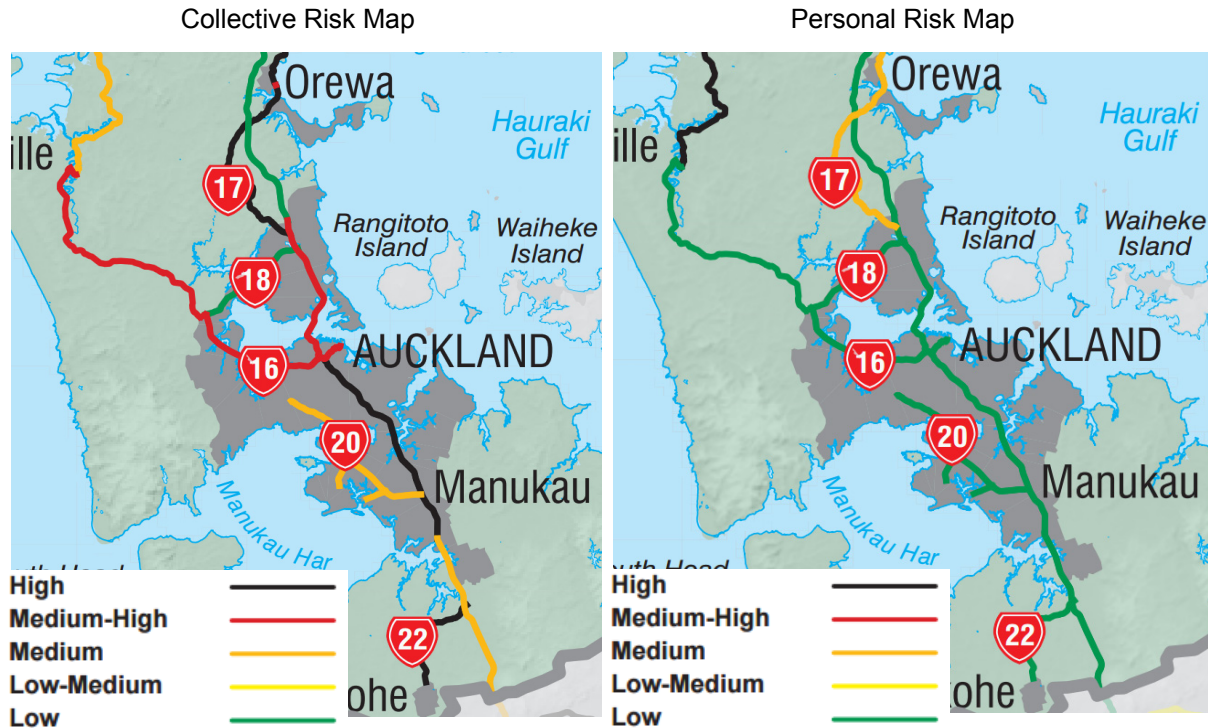 Collective Risk Map
Orewa
Hauraki
Gulf
ille
17
Rangitoto
Island
Waiheke
Island
18
AUCKLAND
16
20
Manukau
Manukau Har
22
ohe
High
Medium-High
Medium
Low-Medium
Low
Personal Risk Map
Orewa
Hauraki
Gulf
ille
17
Rangitoto
Island
Waiheke
Island
18
AUCKLAND
16
20
Manukau
Manukau Har
uth Head
22
ohe
High
Medium-High
Medium
Low-Medium
Low